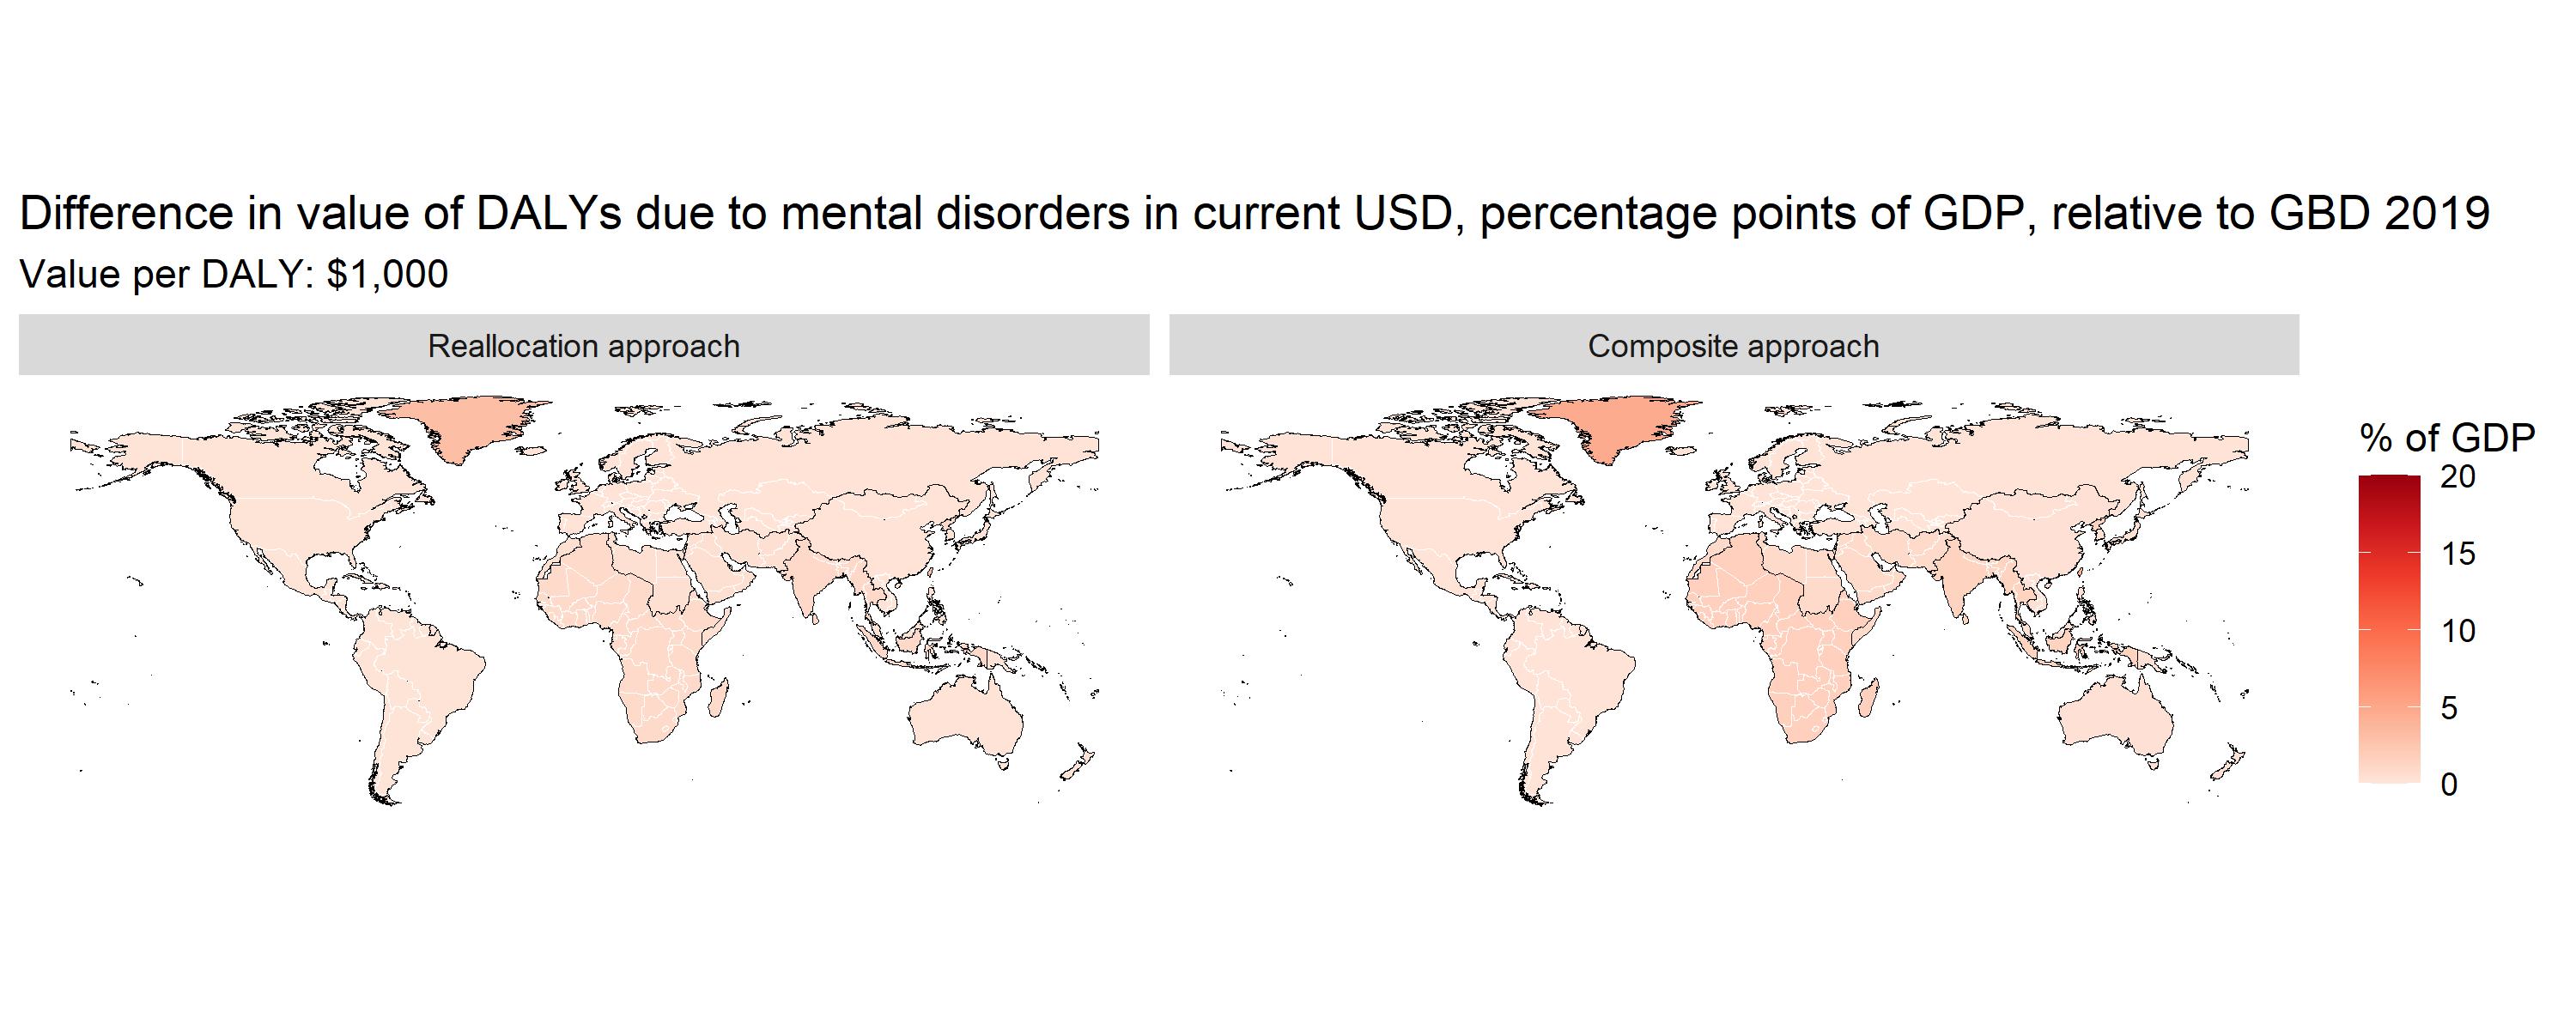 Difference in value of DALYs due to mental disorders in current USD, percentage points of GDP, relative to GBD 2019
Value per DALY: $1,000
Reallocation approach
Composite approach
% of GDP
20
15
10
5
0